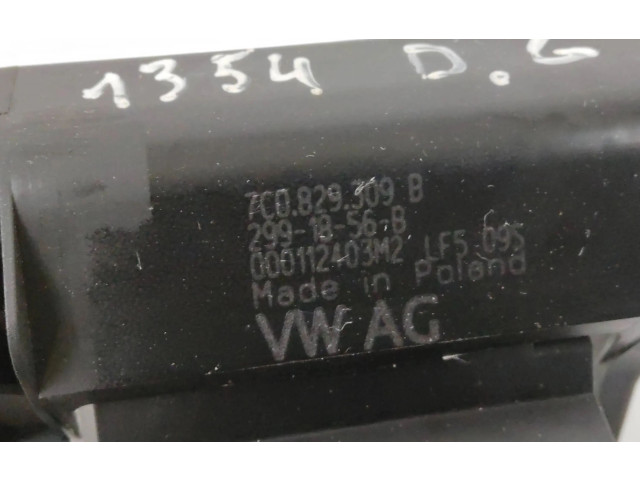 1354 D.G
7C0.829.309 B
299-18-56-B
000112403M2 LF5 095
Made in Poland
VW AG